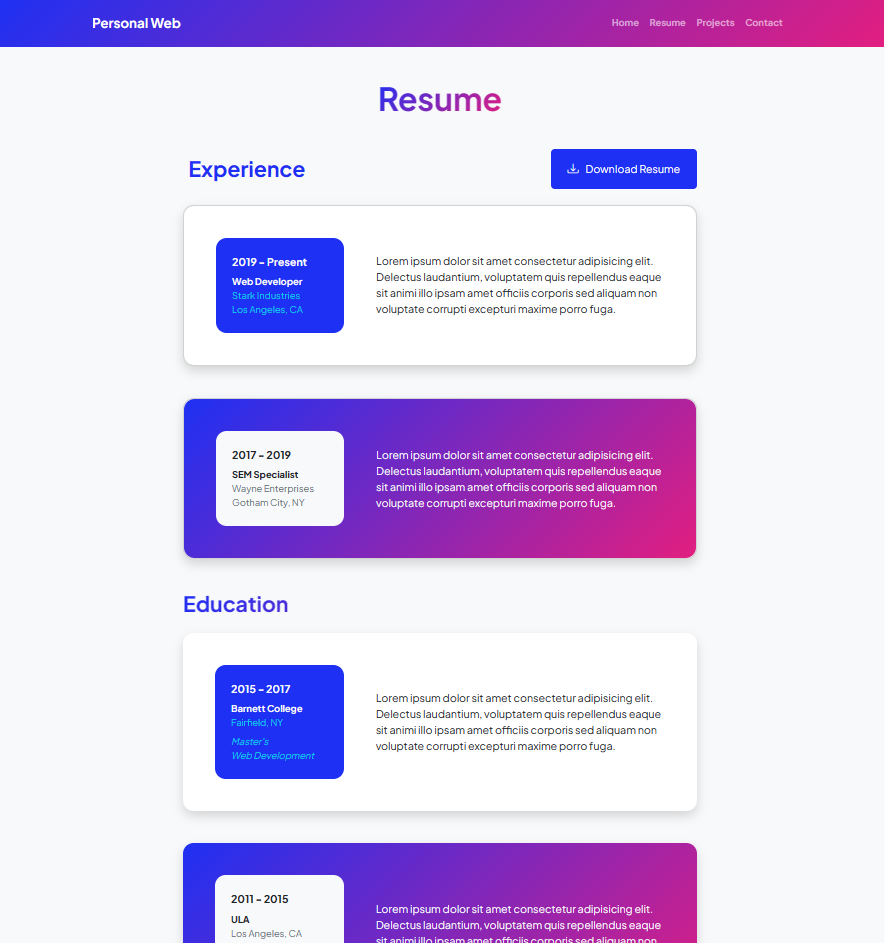 Personal Web
Home Resume Projects Contact
Resume
Experience
Download Resume
2019 - Present
Web Developer
Stark Industries
Los Angeles, CA
Lorem ipsum dolor sit amet consectetur adipisicing elit.
Delectus laudantium, voluptatem quis repellendus eaque
sit animi illo ipsam amet officiis corporis sed aliquam non
voluptate corrupti excepturi maxime porro fuga.
2017 - 2019
SEM Specialist
Wayne Enterprises
Gotham City, NY
Lorem ipsum dolor sit amet consectetur adipisicing elit.
Delectus laudantium, voluptatem quis repellendus eaque
sit animi illo ipsam amet officiis corporis sed aliquam non
voluptate corrupti excepturi maxime porro fuga.
Education
2015 - 2017
Barnett College
Fairfield, NY
Master's
Web Development
Lorem ipsum dolor sit amet consectetur adipisicing elit.
Delectus laudantium, voluptatem quis repellendus eaque
sit animi illo ipsam amet officiis corporis sed aliquam non
voluptate corrupti excepturi maxime porro fuga.
2011 - 2015
ULA
Los Angeles, CA
Lorem ipsum dolor sit amet consectetur adipisicing elit.
Delectus laudantium, voluptatem quis repellendus eaque
sit animi illo ipsam amet officiis corporis sed aliquam non